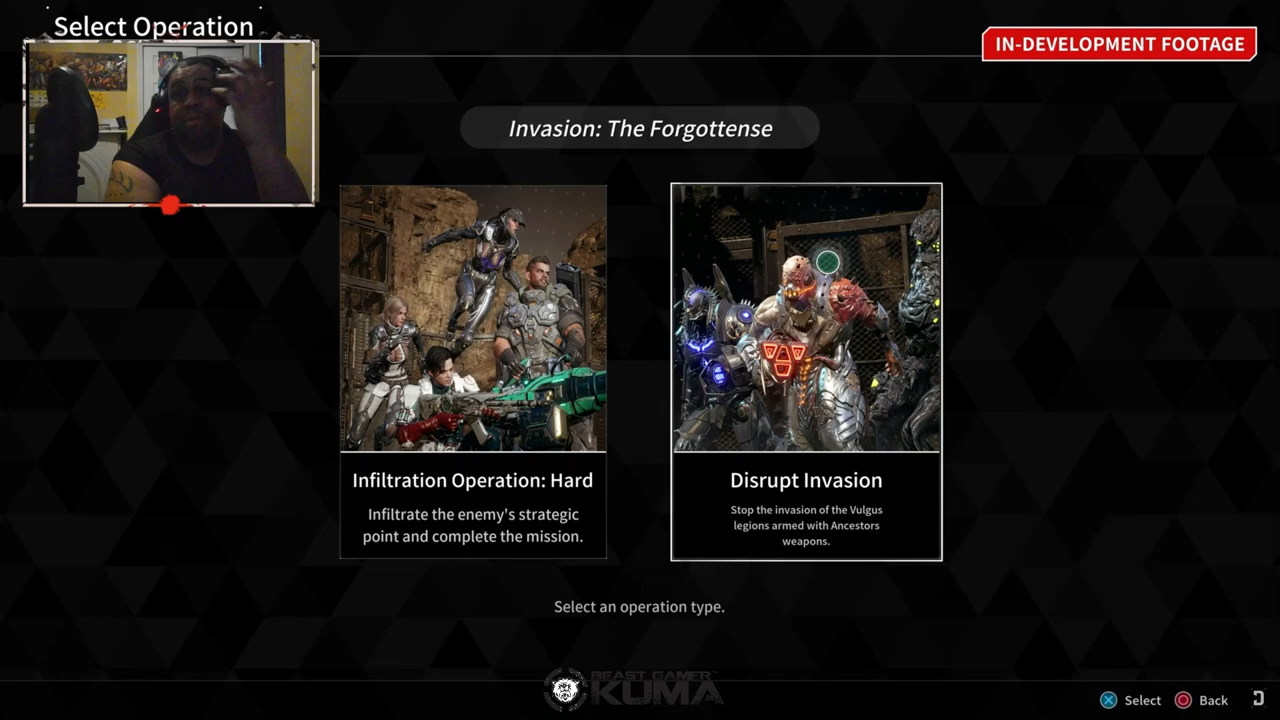 Select Operation
IN-DEVELOPMENT FOOTAGE
Invasion: The Forgottense
Infiltration Operation: Hard
Infiltrate the enemy's strategic
point and complete the mission.
Disrupt Invasion
Stop the invasion of the Vulgus
legions armed with Ancestors
weapons.
Select an operation type.
BEAST GAMER
KUMA
Select
Back